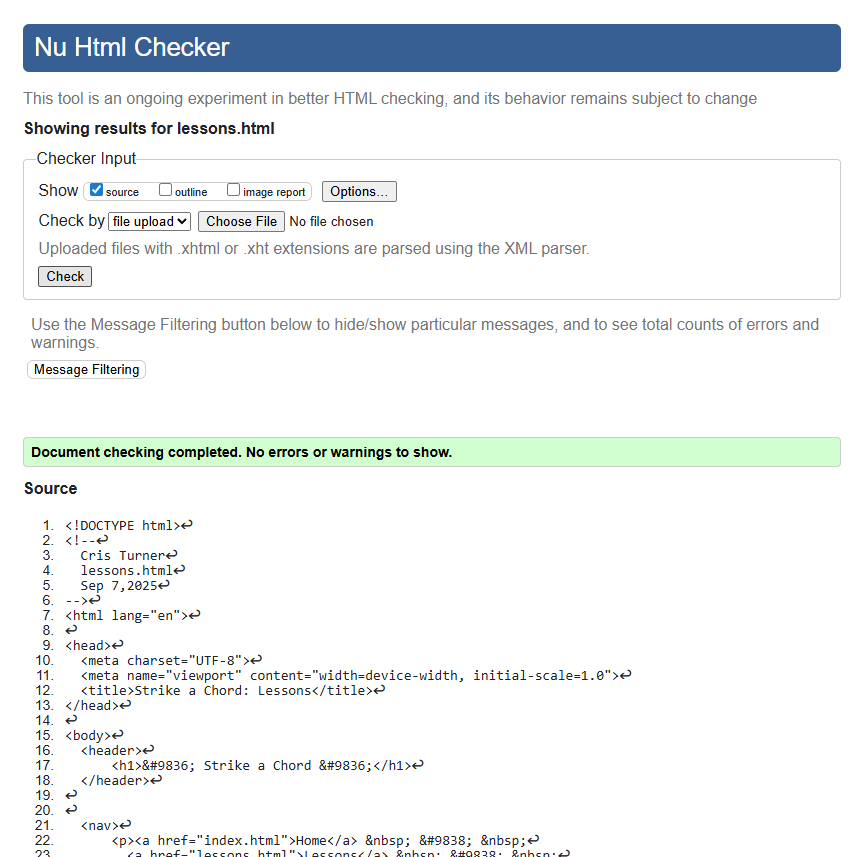 Nu Html Checker
This tool is an ongoing experiment in better HTML checking, and its behavior remains subject to change
Showing results for lessons.html
Checker Input
Show source outline image report Options...
Check by file upload Choose File No file chosen
Uploaded files with .xhtml or .xht extensions are parsed using the XML parser.
Check
Use the Message Filtering button below to hide/show particular messages, and to see total counts of errors and
warnings.
Message Filtering
Document checking completed. No errors or warnings to show.
Source
1. <!DOCTYPE html>↩
2. <!--↩
3. Cris Turner↩
4. lessons.html↩
5. Sep 7,2025↩
6. -->↩
7. <html lang="en">↩
8. ↩
9. <head>↩
10. <meta charset="UTF-8">↩
11. <meta name="viewport" content="width=device-width, initial-scale=1.0">↩
12. <title>Strike a Chord: Lessons</title>↩
13. </head>↩
14. ↩
15. <body>↩
16. <header>↩
17. <h1>&#9836; Strike a Chord &#9836;</h1>↩
18. </header>↩
19. ↩
20. ↩
21. <nav>↩
22. <p><a href="index.html">Home</a> &nbsp; &#9838; &nbsp;↩
23. <a href="lessons.html">Lessons</a> &nbsp; &#9838; &nbsp;↩